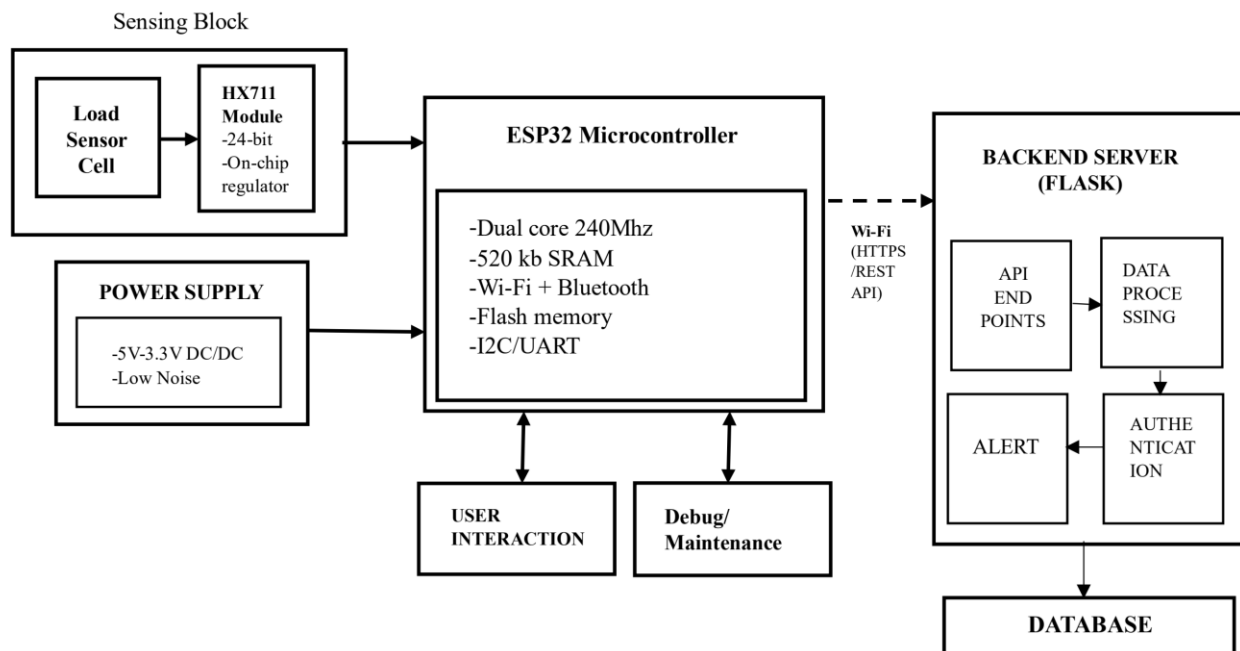 Sensing Block
Load
Sensor
Cell
HX711
Module
-24-bit
-On-chip
regulator
POWER SUPPLY
-5V-3.3V DC/DC
-Low Noise
ESP32 Microcontroller
-Dual core 240Mhz
-520 kb SRAM
-Wi-Fi + Bluetooth
-Flash memory
-I2C/UART
USER
INTERACTION
Debug/
Maintenance
Wi-Fi
(HTTPS
/REST
API)
BACKEND SERVER
(FLASK)
API
END
POINTS
DATA
PROCE
SSING
ALERT
AUTHE
NTICAT
ION
DATABASE